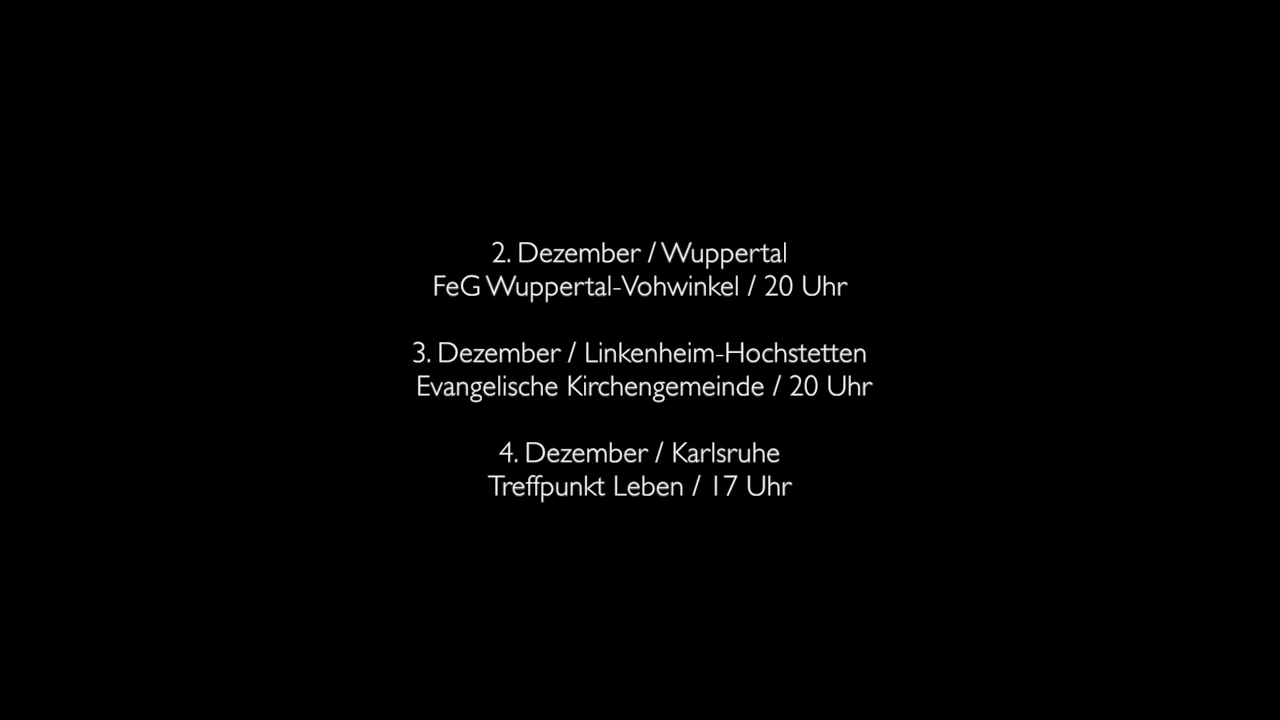 2. Dezember / Wuppertal
FeG Wuppertal-Vohwinkel / 20 Uhr
3. Dezember / Linkenheim-Hochstetten
Evangelische Kirchengemeinde / 20 Uhr
4. Dezember / Karlsruhe
Treffpunkt Leben / 17 Uhr